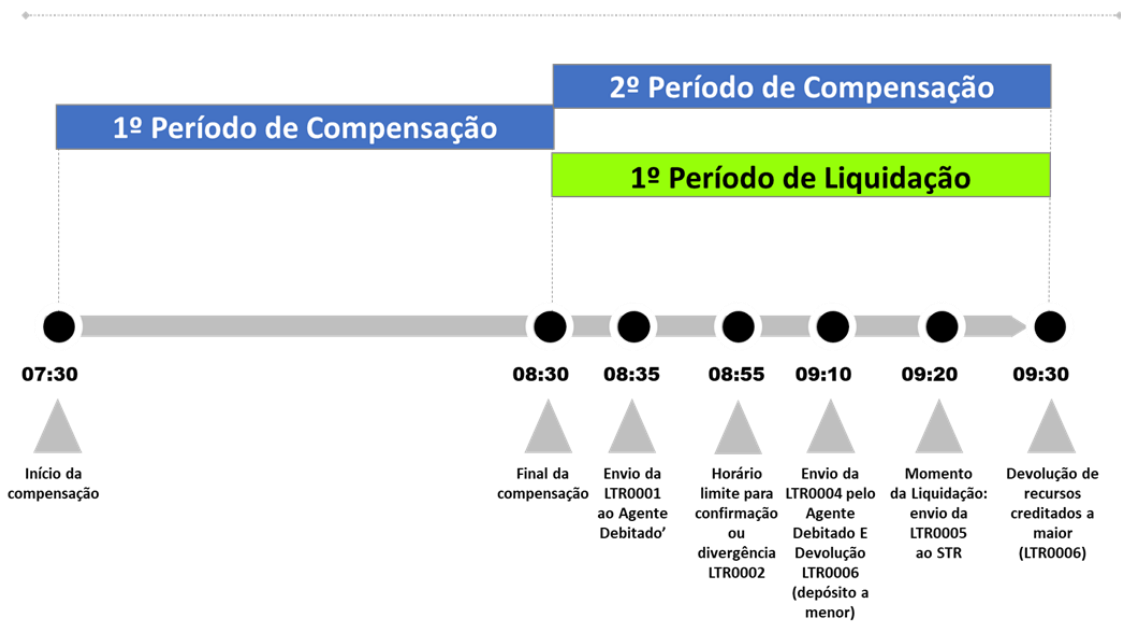 2º Período de Compensação
1º Período de Compensação
1º Período de Liquidação
07:30
08:30
08:35
08:55
09:10
09:20
09:30
Início da
compensação
Final da
compensação
Envio da
LTR0001
ao Agente
Debitado’
Horário
limite para
confirmação
ou
divergência
LTR0002
Envio da
LTR0004 pelo
Agente
Debitado E
Devolução
LTR0006
(depósito a
menor)
Momento
da Liquidação:
envio da
LTR0005
ao STR
Devolução de
recursos
creditados a
maior
(LTR0006)